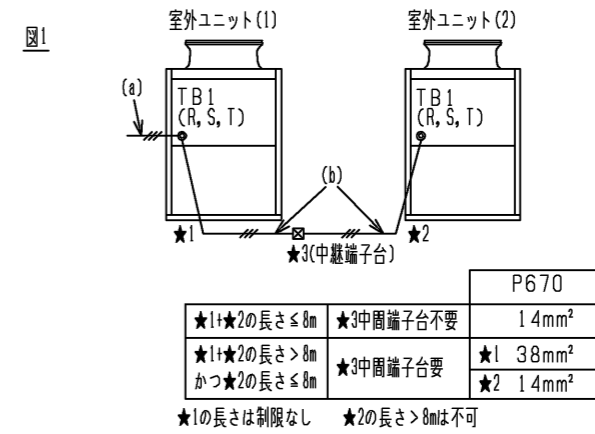 図1
室外ユニット(1)
室外ユニット(2)
(a)
TB1
(R,S,T)
TB1
(R,S,T)
(b)
★1
★3(中継端子台)
★2
P670
★1+★2の長さ≦8m ★3中間端子台不要 14mm²
★1+★2の長さ>8m
かつ★2の長さ≦8m
★3中間端子台要
★1 38mm²
★2 14mm²
★1の長さは制限なし ★2の長さ>8mは不可